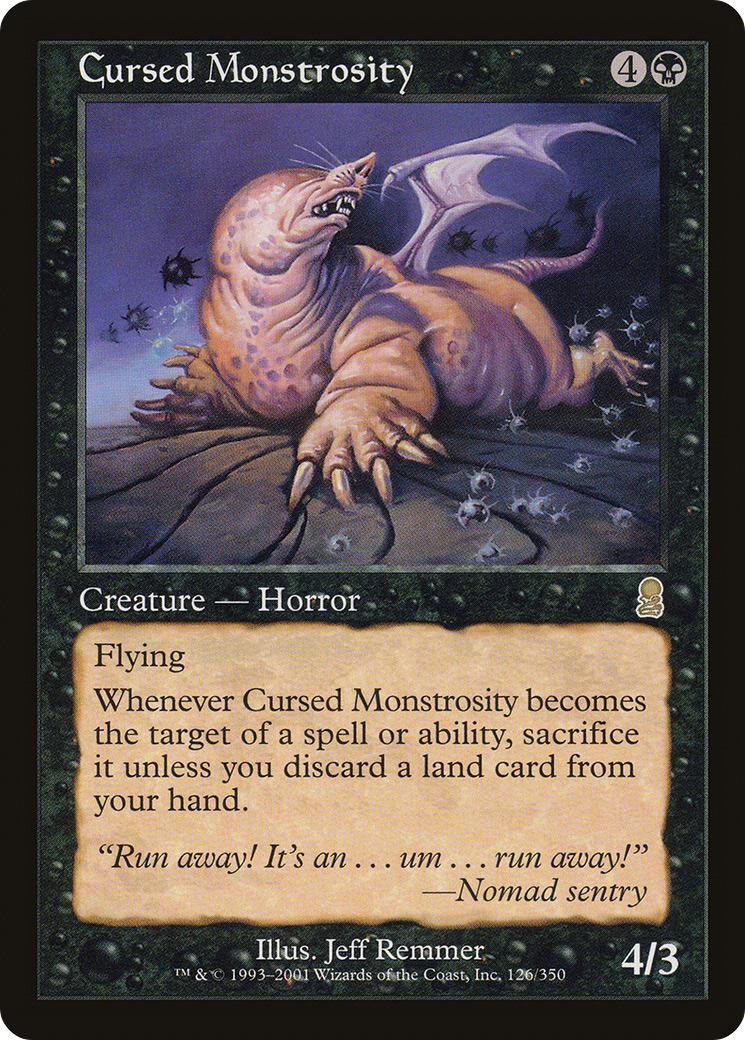 Cursed Monstrosity
4
Creature — Horror
Flying
Whenever Cursed Monstrosity becomes
the target of a spell or ability, sacrifice
it unless you discard a land card from
your hand.
“Run away! It’s an . . . um . . . run away!”
—Nomad sentry
Illus. Jeff Remmer
™ & © 1993–2001 Wizards of the Coast, Inc. 126/350
4/3